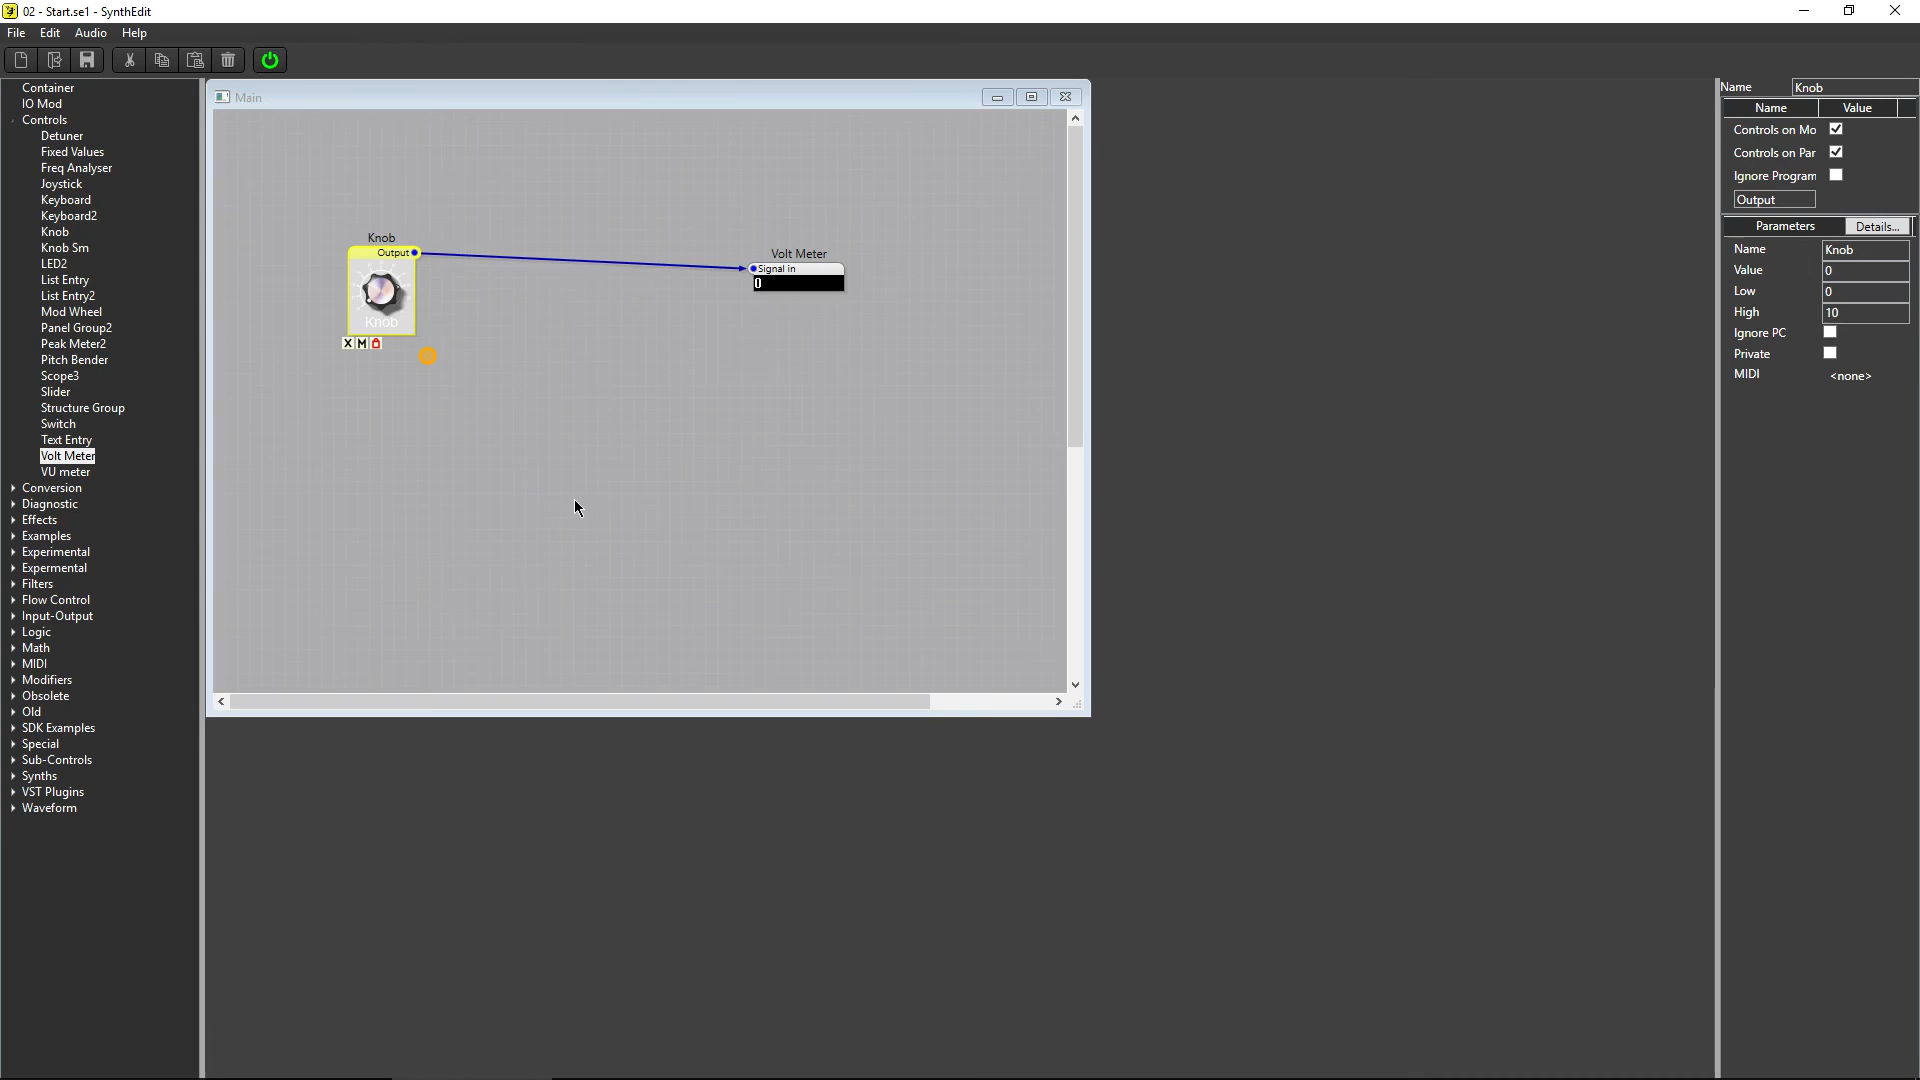 02 - Start.se1 - SynthEdit
File Edit Audio Help
Container
IO Mod
Controls
Detuner
Fixed Values
Freq Analyser
Joystick
Keyboard
Keyboard2
Knob
Knob Sm
LED2
List Entry
List Entry2
Mod Wheel
Panel Group2
Peak Meter2
Pitch Bender
Scope3
Slider
Structure Group
Switch
Text Entry
Volt Meter
VU meter
Conversion
Diagnostic
Effects
Examples
Experimental
Expermental
Filters
Flow Control
Input-Output
Logic
Math
MIDI
Modifiers
Obsolete
Old
SDK Examples
Special
Sub-Controls
Synths
VST Plugins
Waveform
Main
Knob
Output
Knob
X M
Volt Meter
Signal in
0
Name Knob
Name Value
Controls on Mo
Controls on Par
Ignore Program
Output
Parameters Details...
Name Knob
Value 0
Low 0
High 10
Ignore PC
Private
MIDI <none>